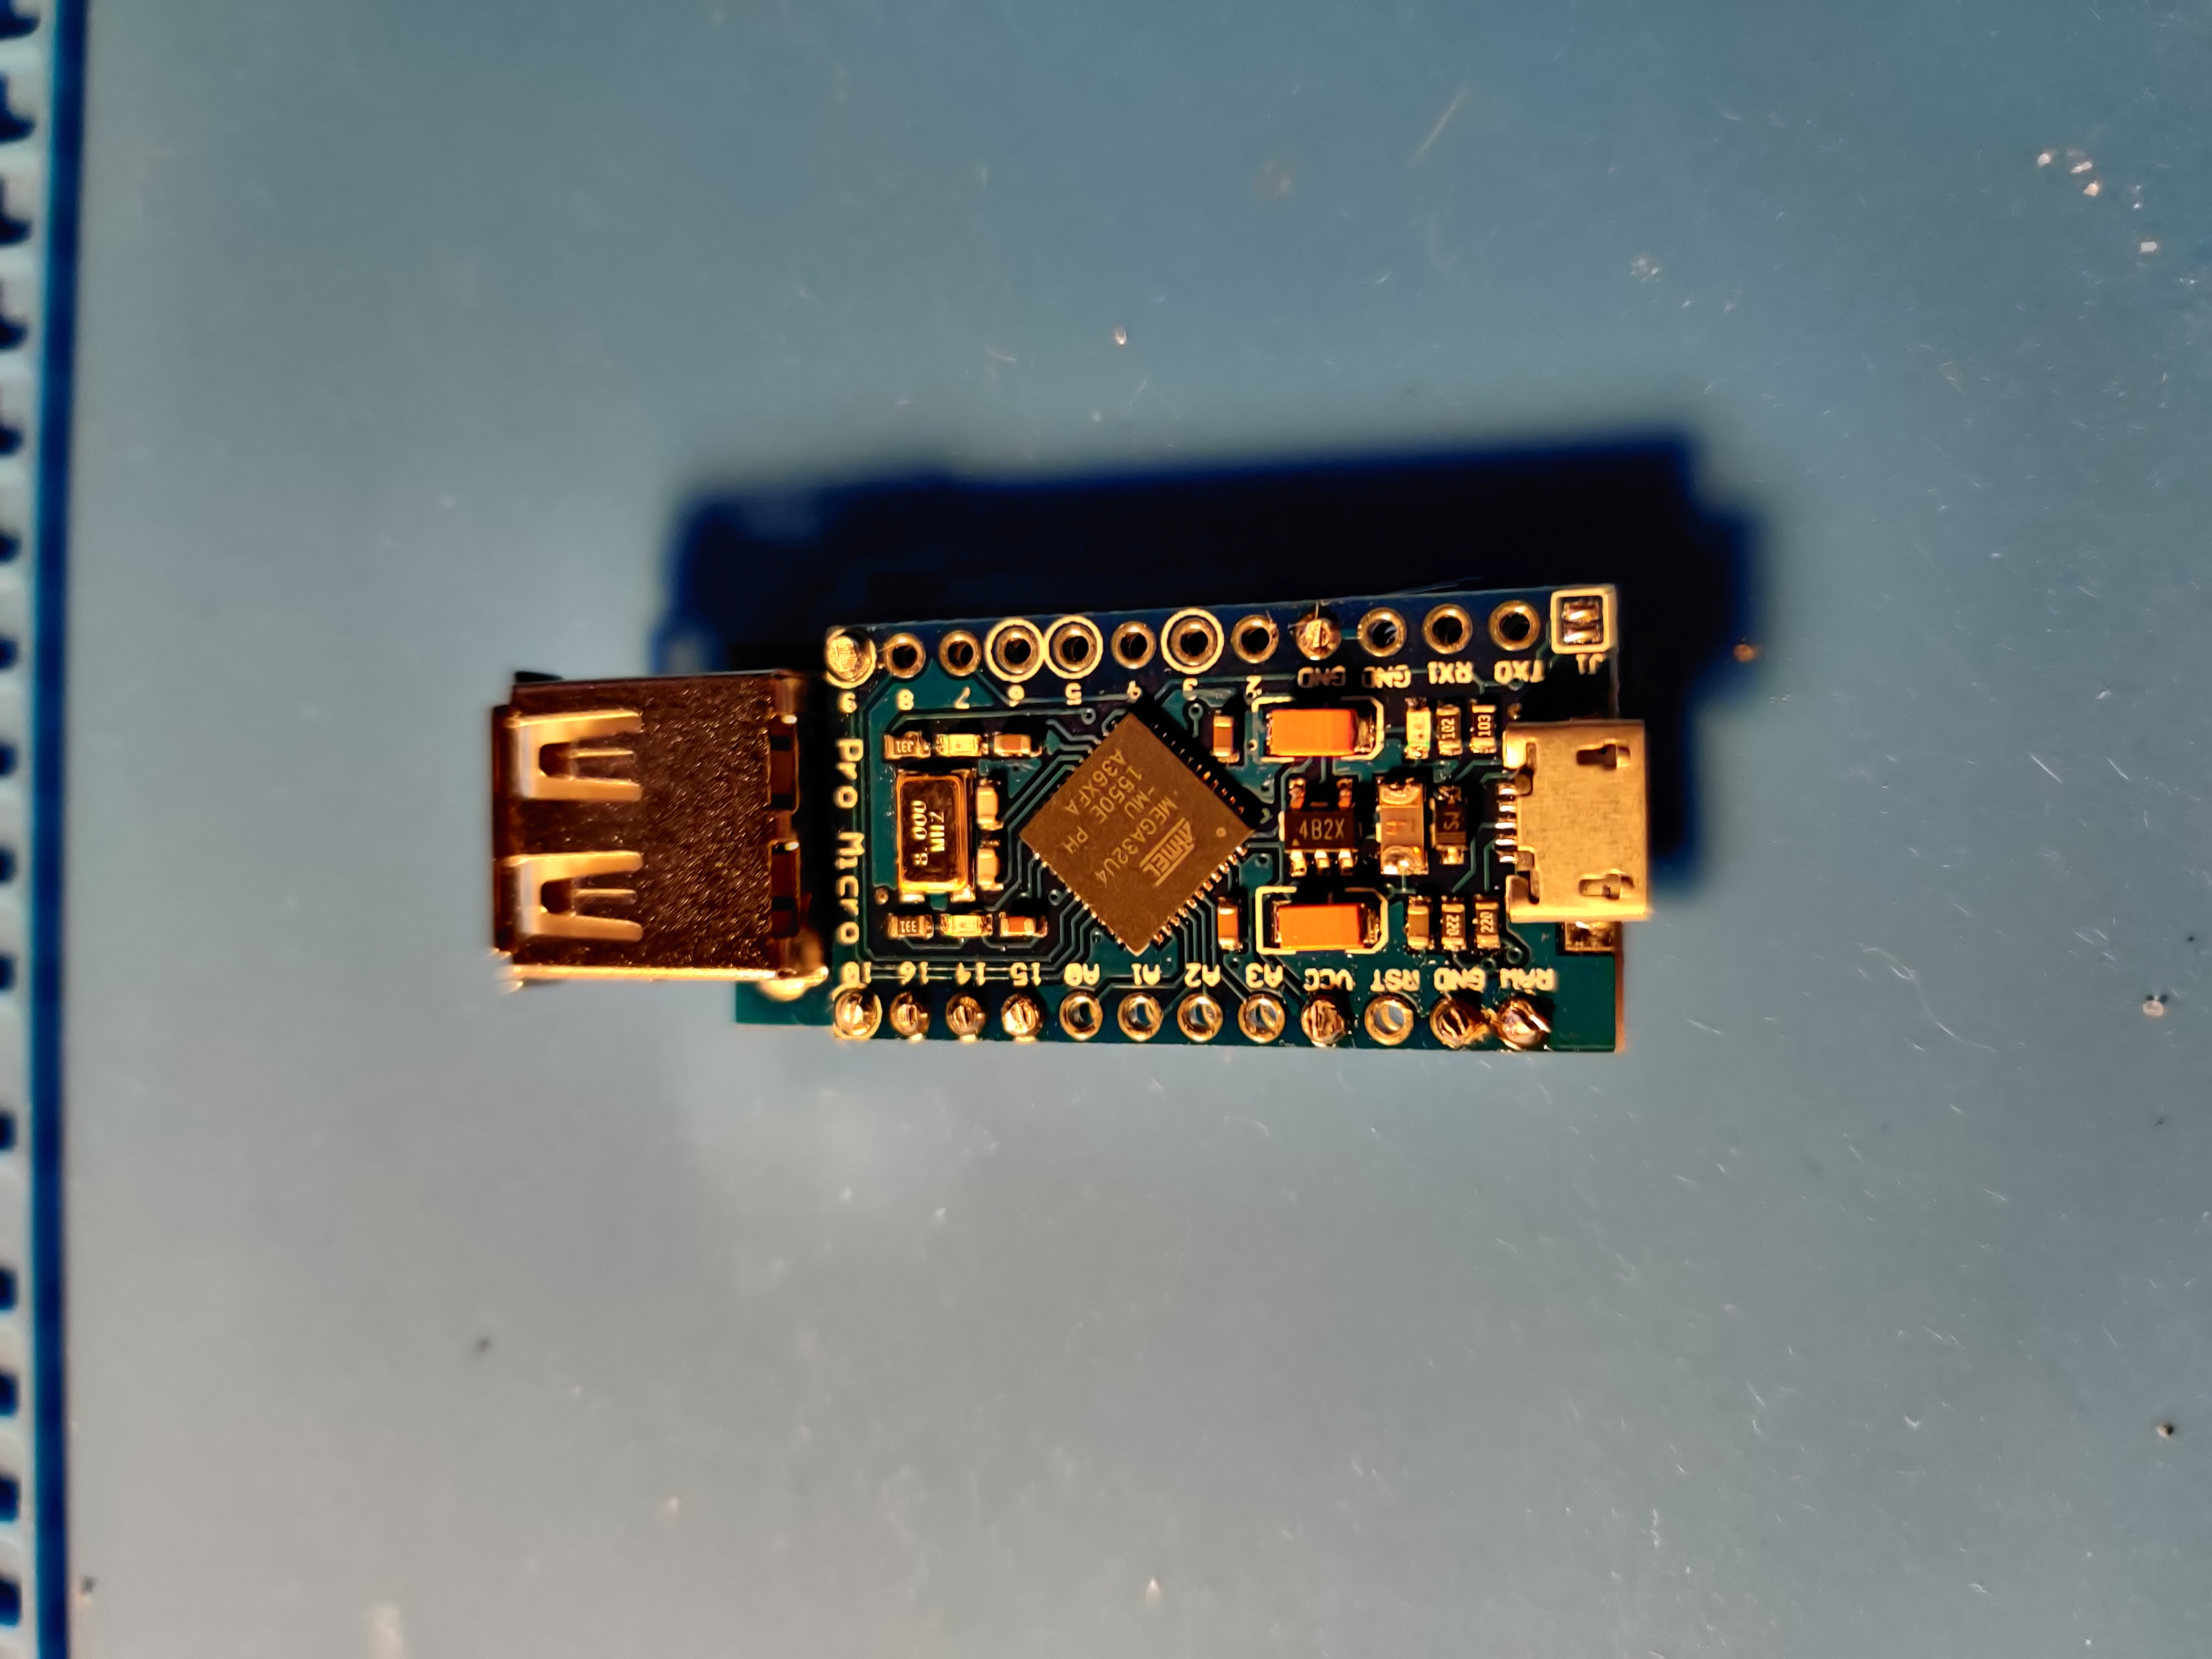 Pro Micro
10
16
14
15
A0
A1
A2
A3
VCC
RST
GND
RAW
9
8
7
6
5
4
3
2
GND
GND
RX1
TX0
J1
331
331
8.000
MHZ
ATMEL
MEGA32U4
-MU
1550E PH
A36XFA
4B2X
220
220
102
103